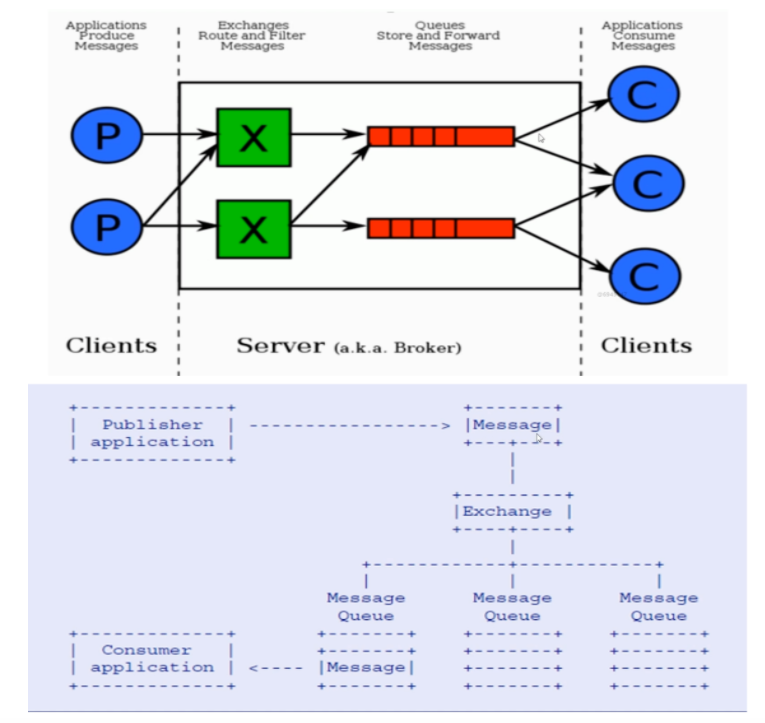 Applications
Produce
Messages
Exchanges
Route and Filter
Messages
Queues
Store and Forward
Messages
Applications
Consume
Messages
P
X
C
P
X
C
C
Clients
Server (a.k.a. Broker)
Clients
Publisher
application
Message
Exchange
Message
Queue
Message
Queue
Message
Queue
Consumer
application
Message